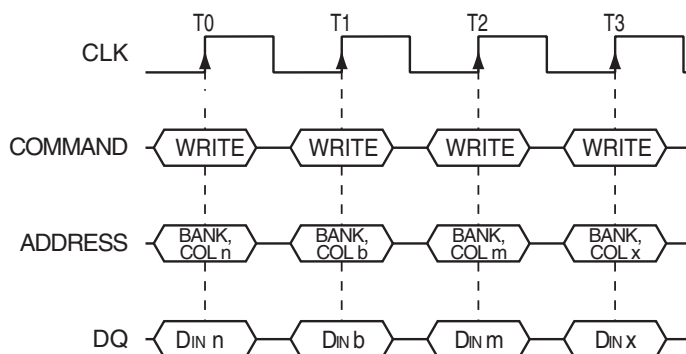 T0 T1 T2 T3
CLK
COMMAND WRITE WRITE WRITE WRITE
ADDRESS BANK, COL n BANK, COL b BANK, COL m BANK, COL x
DQ DIN n DIN b DIN m DIN x